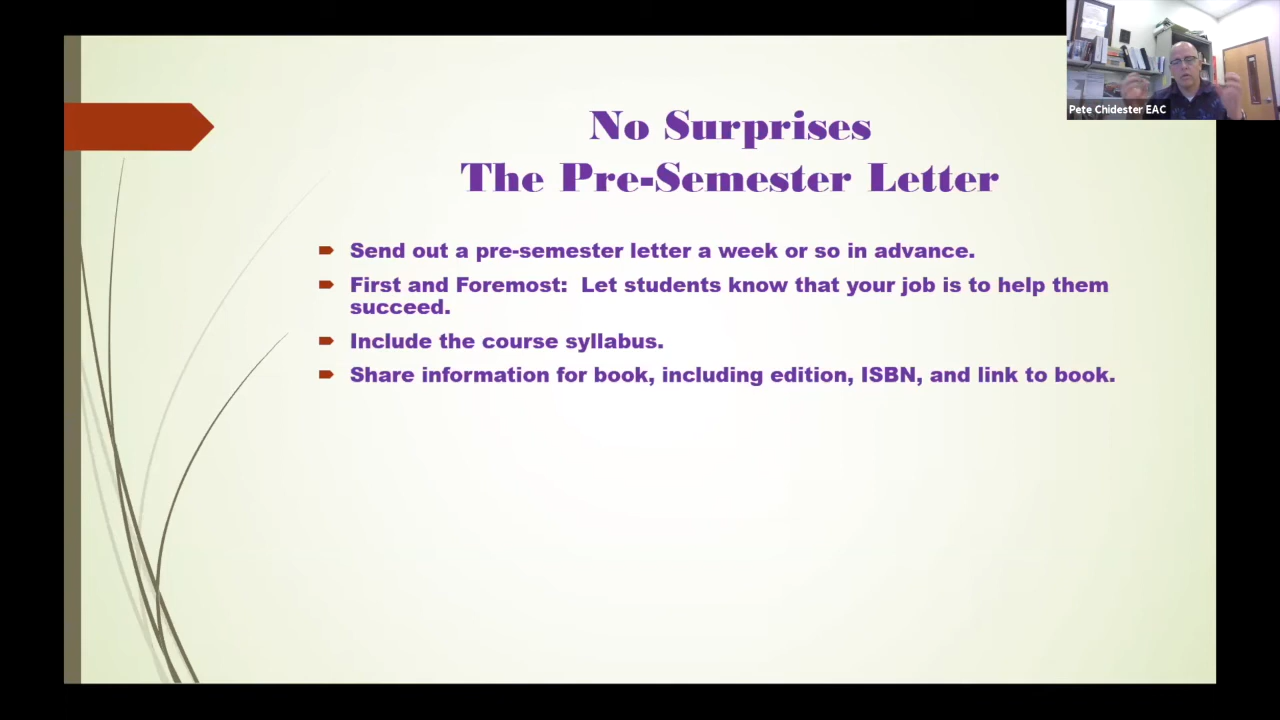 No Surprises
The Pre-Semester Letter
Send out a pre-semester letter a week or so in advance.
First and Foremost:  Let students know that your job is to help them
succeed.
Include the course syllabus.
Share information for book, including edition, ISBN, and link to book.
Pete Chidester EAC